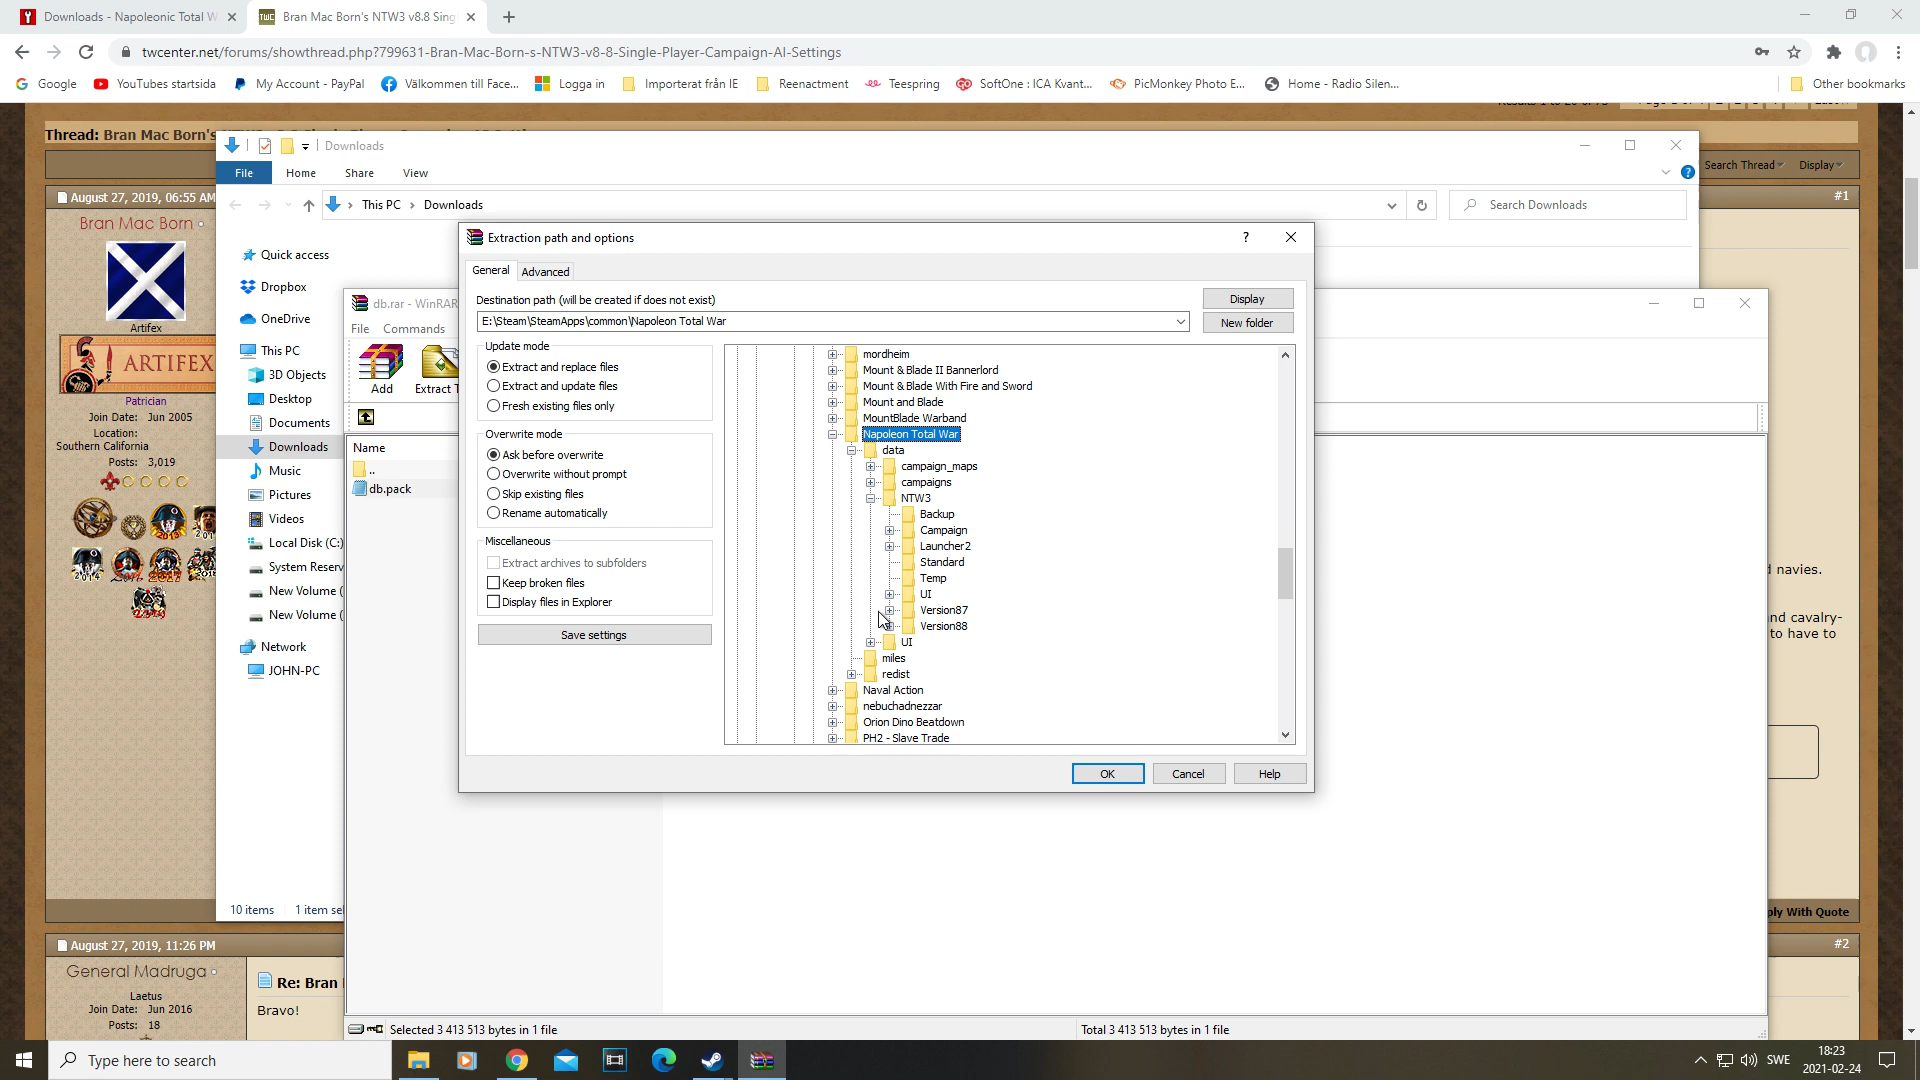 Downloads - Napoleonic Total W
Bran Mac Born's NTW3 v8.8 Sing
twcenter.net/forums/showthread.php?799631-Bran-Mac-Born-s-NTW3-v8-8-Single-Player-Campaign-AI-Settings
Google
YouTubes startsida
My Account - PayPal
Välkommen till Face...
Logga in
Importerat från IE
Reenactment
Teespring
SoftOne : ICA Kvant...
PicMonkey Photo E...
Home - Radio Silen...
Other bookmarks
Thread: Bran Mac Born's
Search Thread
Display
August 27, 2019, 06:55 AM
#1
Bran Mac Born
Artifex
ARTIFEX
Patrician
Join Date: Jun 2005
Location:
Southern California
Posts: 3,019
Downloads
File
Home
Share
View
This PC > Downloads
Search Downloads
Quick access
Dropbox
OneDrive
This PC
3D Objects
Desktop
Documents
Downloads
Music
Pictures
Videos
Local Disk (C:)
System Reserv
New Volume (
New Volume (
Network
JOHN-PC
10 items
1 item sel
db.rar - WinRAR
File
Commands
Add
Extract T
Name
..
db.pack
Selected 3 413 513 bytes in 1 file
Total 3 413 513 bytes in 1 file
Extraction path and options
?
General
Advanced
Destination path (will be created if does not exist)
Display
E:\Steam\SteamApps\common\Napoleon Total War
New folder
Update mode
Extract and replace files
Extract and update files
Fresh existing files only
Overwrite mode
Ask before overwrite
Overwrite without prompt
Skip existing files
Rename automatically
Miscellaneous
Extract archives to subfolders
Keep broken files
Display files in Explorer
Save settings
mordheim
Mount & Blade II Bannerlord
Mount & Blade With Fire and Sword
Mount and Blade
MountBlade Warband
Napoleon Total War
data
campaign_maps
campaigns
NTW3
Backup
Campaign
Launcher2
Standard
Temp
UI
Version87
Version88
UI
miles
redist
Naval Action
nebuchadnezzar
Orion Dino Beatdown
PH2 - Slave Trade
OK
Cancel
Help
navies.
nd cavalry-
to have to
ply With Quote
August 27, 2019, 11:26 PM
#2
General Madruga
Laetus
Join Date: Jun 2016
Posts: 18
Re: Bran
Bravo!
Type here to search
SWE
18:23
2021-02-24